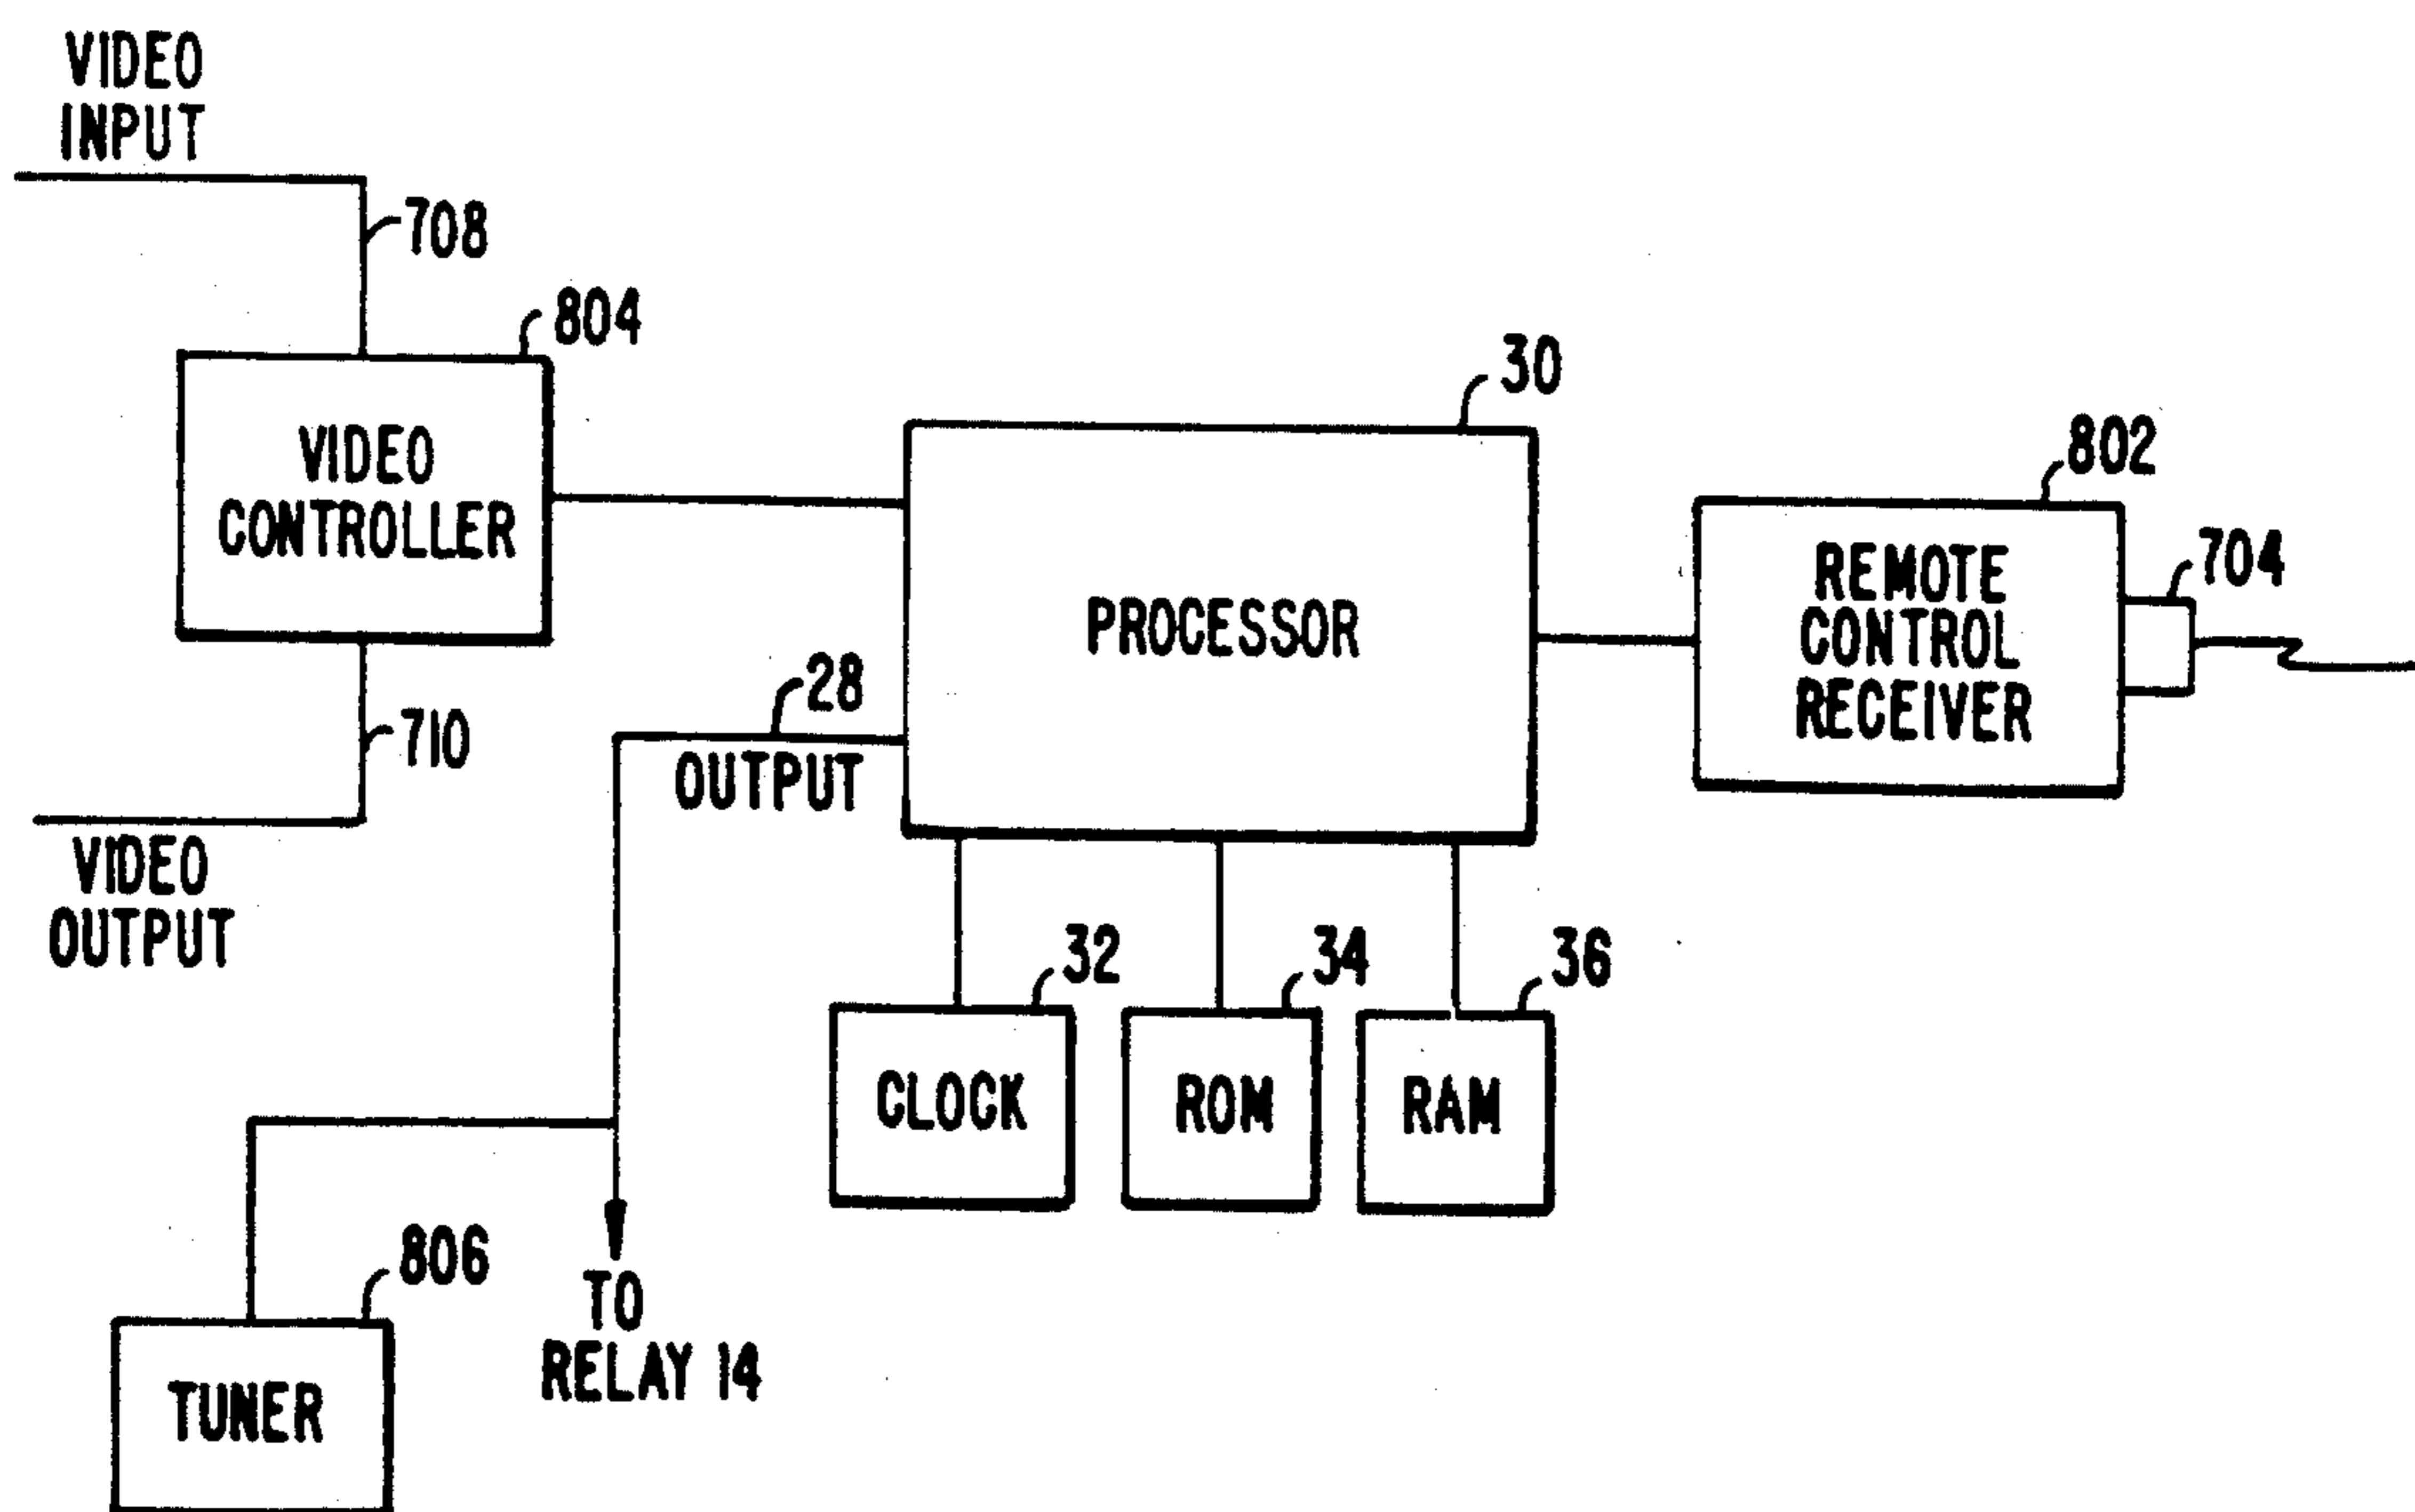 VIDEO
INPUT
708
804
VIDEO
CONTROLLER
30
PROCESSOR
802
REMOTE
CONTROL
RECEIVER
704
28
OUTPUT
710
VIDEO
OUTPUT
32
CLOCK
34
ROM
36
RAM
806
TUNER
TO
RELAY 14